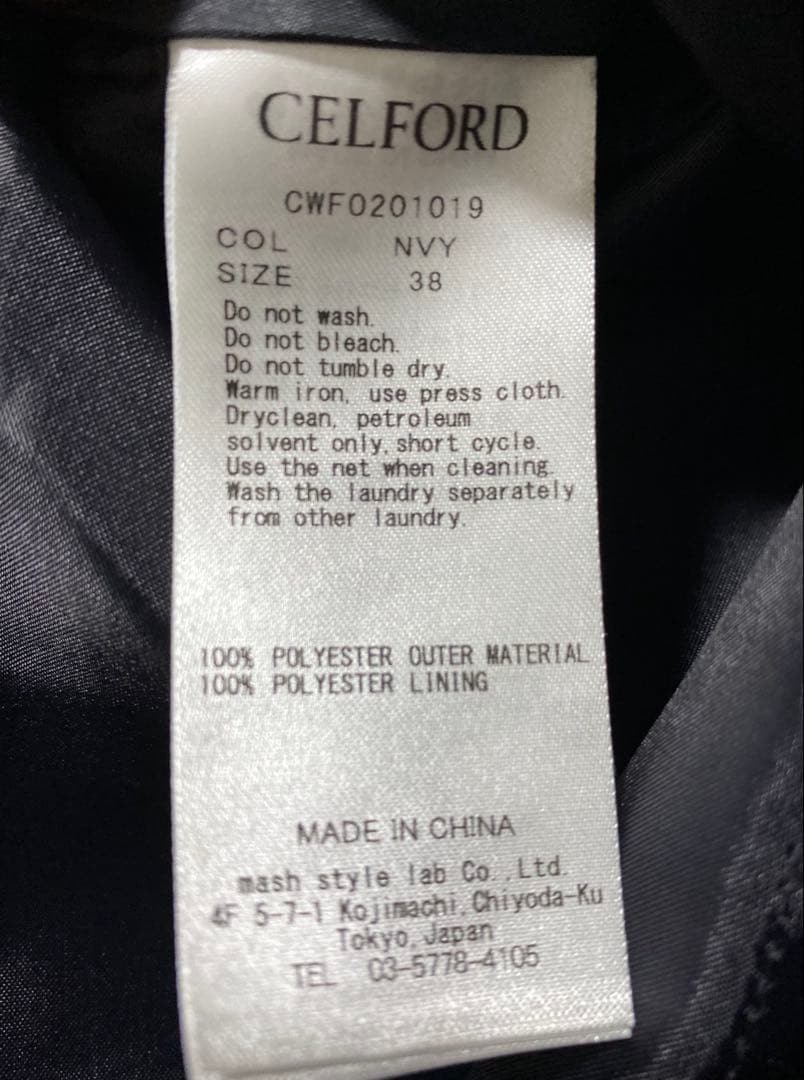 CELFORD
CWF0201019
COL NVY
SIZE 38
Do not wash.
Do not bleach.
Do not tumble dry.
Warm iron, use press cloth.
Dryclean, petroleum
solvent only, short cycle.
Use the net when cleaning.
Wash the laundry separately
from other laundry.
100% POLYESTER OUTER MATERIAL
100% POLYESTER LINING
MADE IN CHINA
mash style lab Co.,Ltd.
4F 5-7-1 Kojimachi,Chiyoda-Ku
Tokyo,Japan
TEL 03-5778-4105